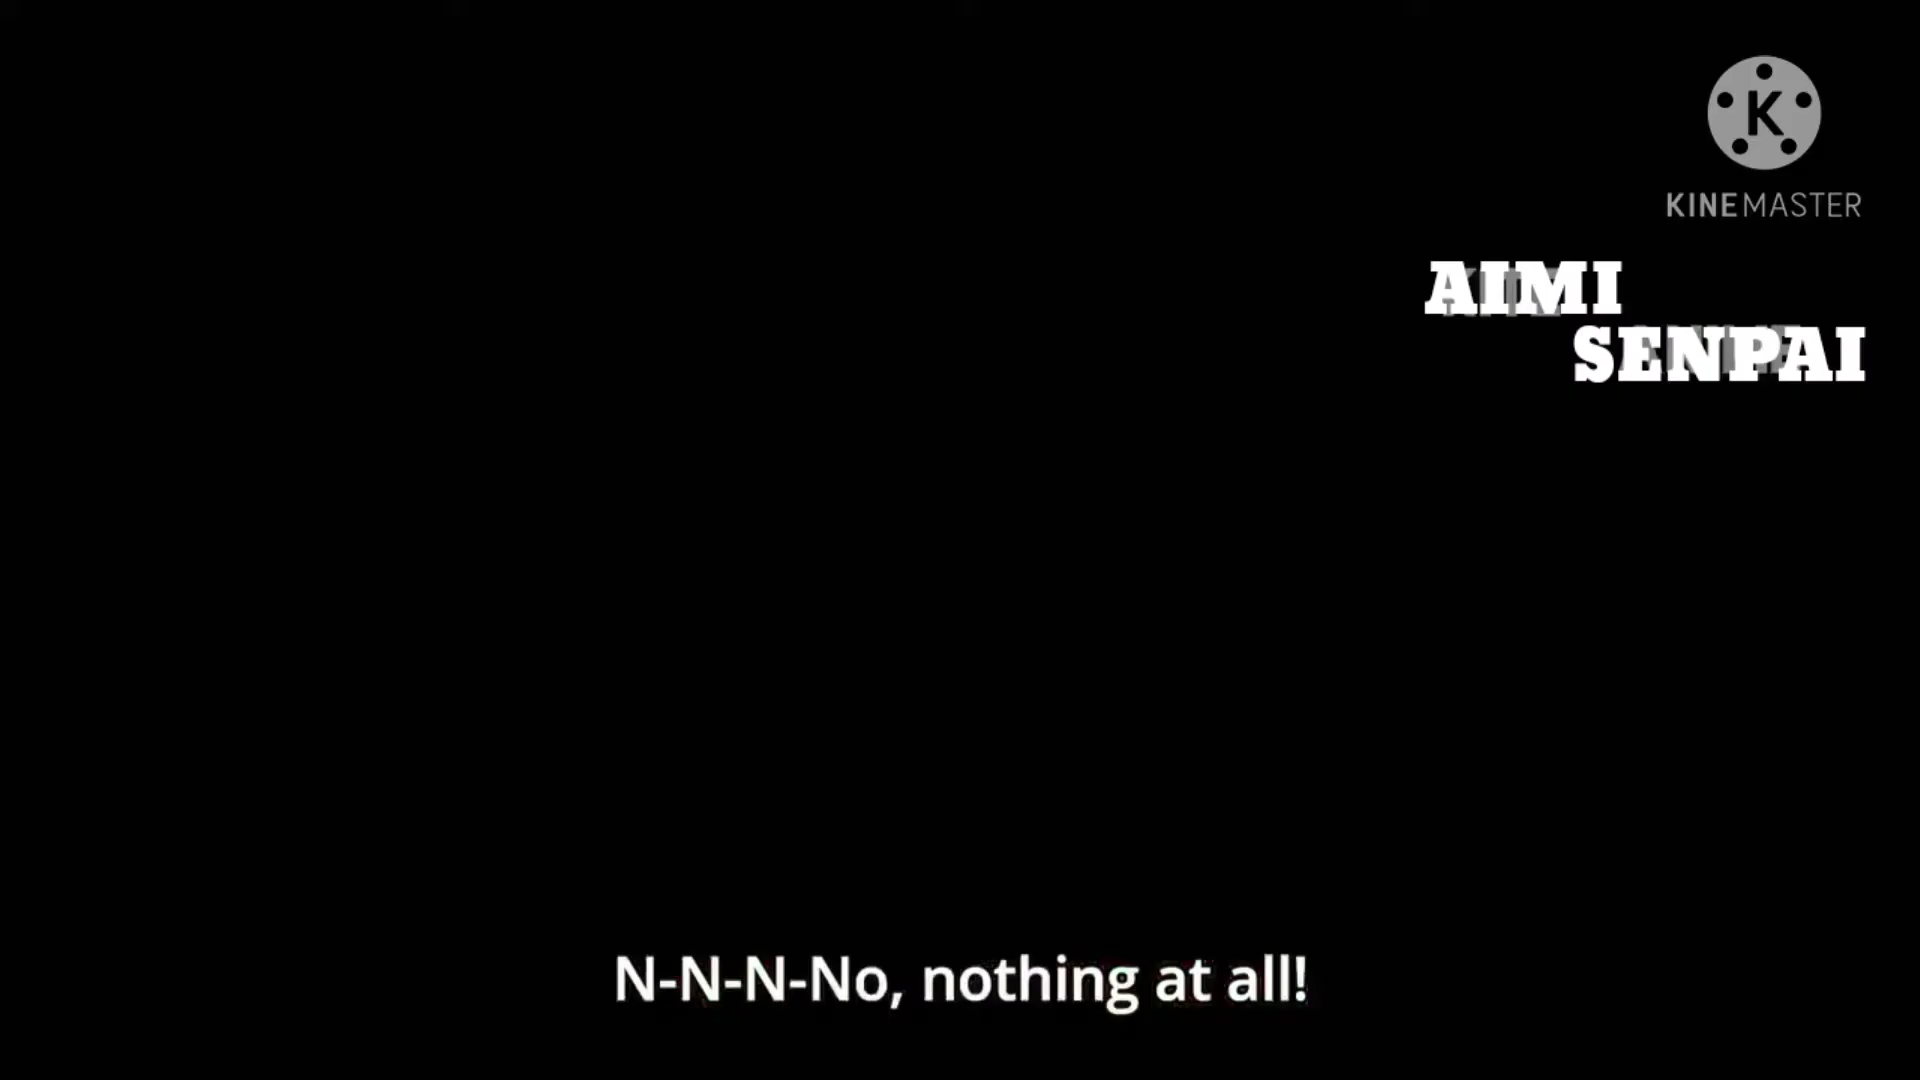 K
KINEMASTER
AIMI
SENPAI
N-N-N-No, nothing at all!